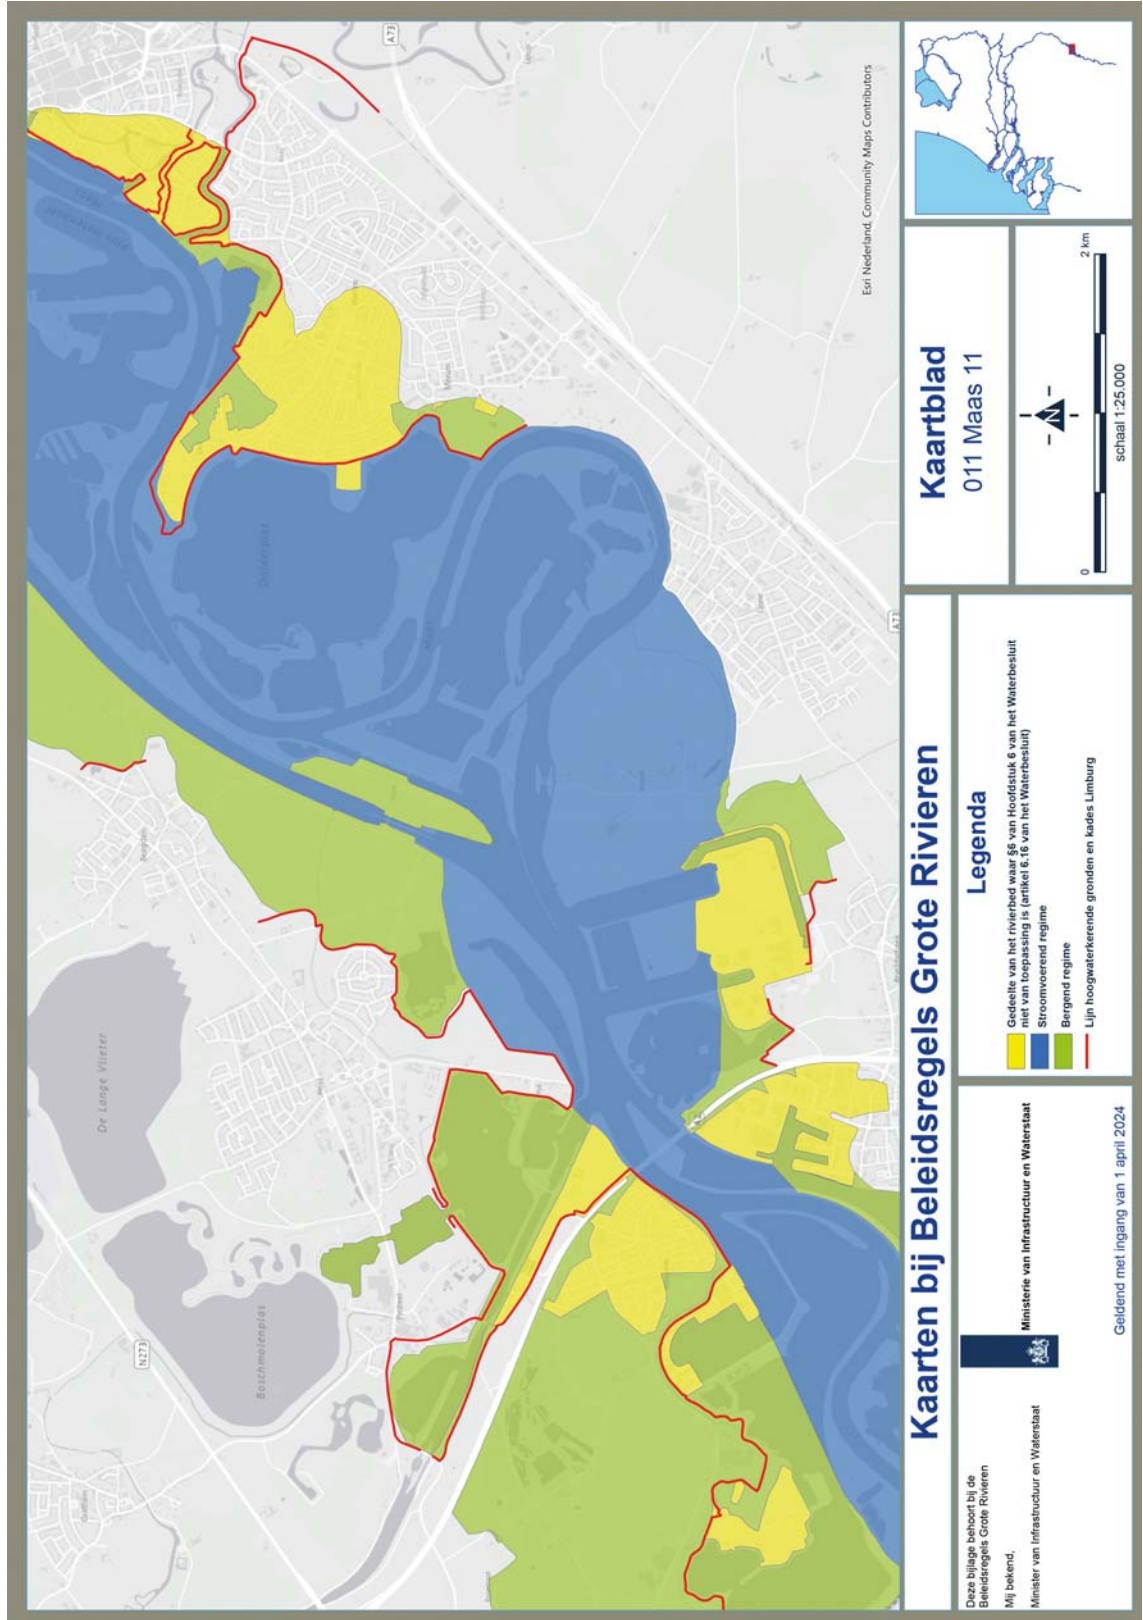 De Lange Vlieter
Boschmolenplas
N273
A73
A73
Oolderplas
Esri Nederland, Community Maps Contributors
Kaarten bij Beleidsregels Grote Rivieren
Kaartblad
011 Maas 11
N
0
2 km
schaal 1:25.000
Legenda
Gedeelte van het rivierbed waar §6 van Hoofdstuk 6 van het Waterbesluit
niet van toepassing is (artikel 6.16 van het Waterbesluit)
Stroomvoerend regime
Bergend regime
Lijn hoogwaterkerende gronden en kades Limburg
Deze bijlage behoort bij de
Beleidsregels Grote Rivieren
Mij bekend,
Minister van Infrastructuur en Waterstaat
Ministerie van Infrastructuur en Waterstaat
Geldend met ingang van 1 april 2024